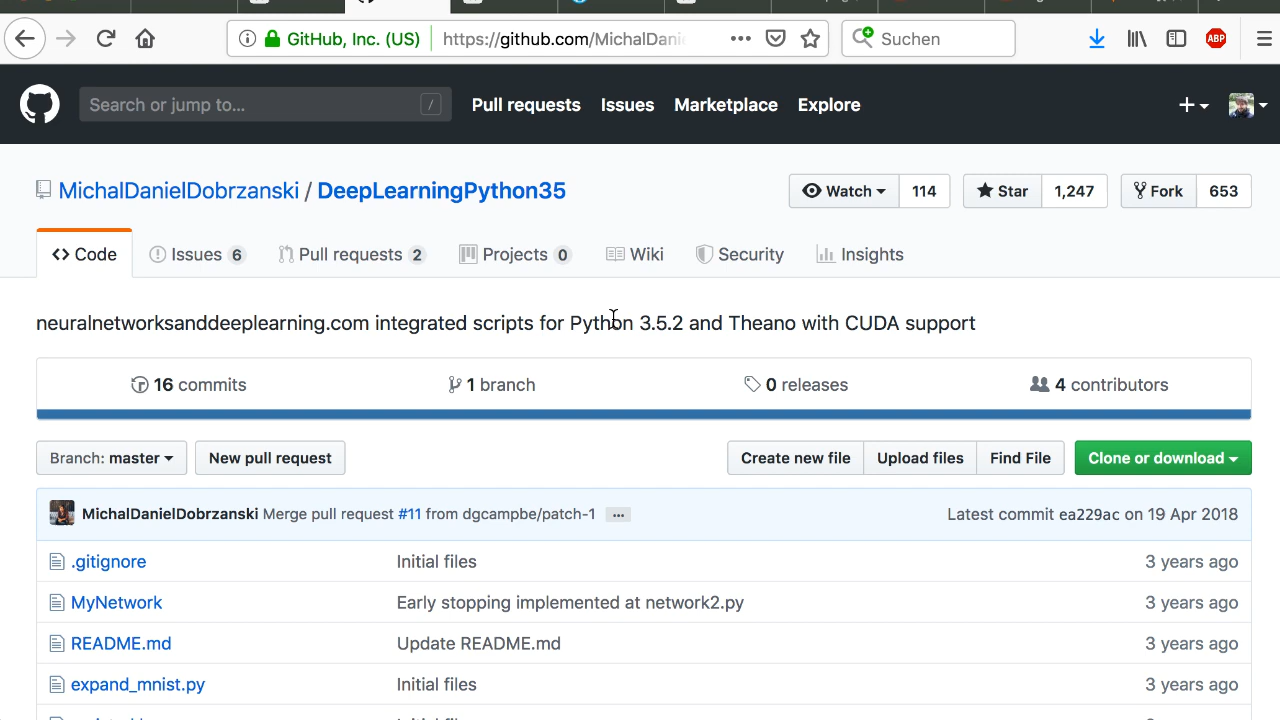 GitHub, Inc. (US) https://github.com/MichalDani ••• Suchen ABP
Search or jump to... / Pull requests Issues Marketplace Explore
MichalDanielDobrzanski / DeepLearningPython35 Watch 114 Star 1,247 Fork 653
Code Issues 6 Pull requests 2 Projects 0 Wiki Security Insights
neuralnetworksanddeeplearning.com integrated scripts for Python 3.5.2 and Theano with CUDA support
16 commits 1 branch 0 releases 4 contributors
Branch: master New pull request Create new file Upload files Find File Clone or download
MichalDanielDobrzanski Merge pull request #11 from dgcampbe/patch-1 ... Latest commit ea229ac on 19 Apr 2018
.gitignore Initial files 3 years ago
MyNetwork Early stopping implemented at network2.py 3 years ago
README.md Update README.md 3 years ago
expand_mnist.py Initial files 3 years ago